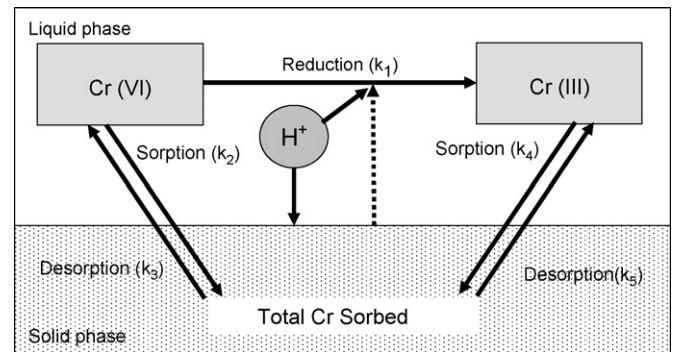 Liquid phase
Reduction (k1)
Cr (VI)
Cr (III)
H+
Sorption (k2)
Sorption (k4)
Desorption (k3)
Desorption(k5)
Total Cr Sorbed
Solid phase